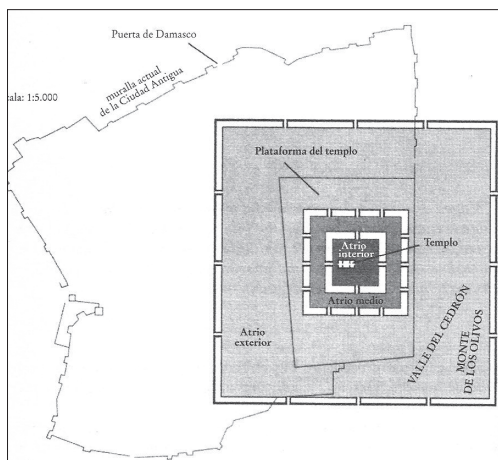 Puerta de Damasco
muralla actual
de la Ciudad Antigua
cala: 1:5.000
Plataforma del templo
Atrio
interior
Templo
Atrio medio
Atrio
exterior
VALLE DEL CEDRÓN
MONTE
DE LOS OLIVOS